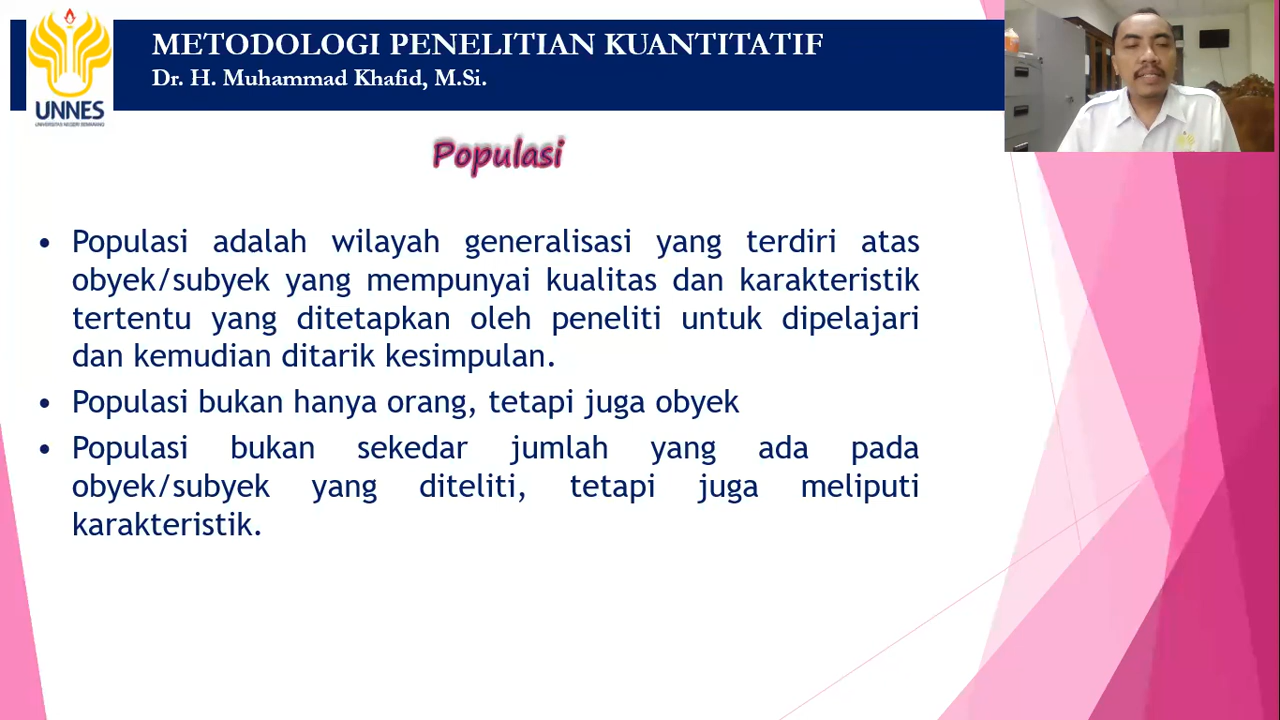 METODOLOGI PENELITIAN KUANTITATIF
Dr. H. Muhammad Khafid, M.Si.
UNNES
UNIVERSITAS NEGERI SEMARANG
Populasi
• Populasi adalah wilayah generalisasi yang terdiri atas
obyek/subyek yang mempunyai kualitas dan karakteristik
tertentu yang ditetapkan oleh peneliti untuk dipelajari
dan kemudian ditarik kesimpulan.
• Populasi bukan hanya orang, tetapi juga obyek
• Populasi bukan sekedar jumlah yang ada pada
obyek/subyek yang diteliti, tetapi juga meliputi
karakteristik.